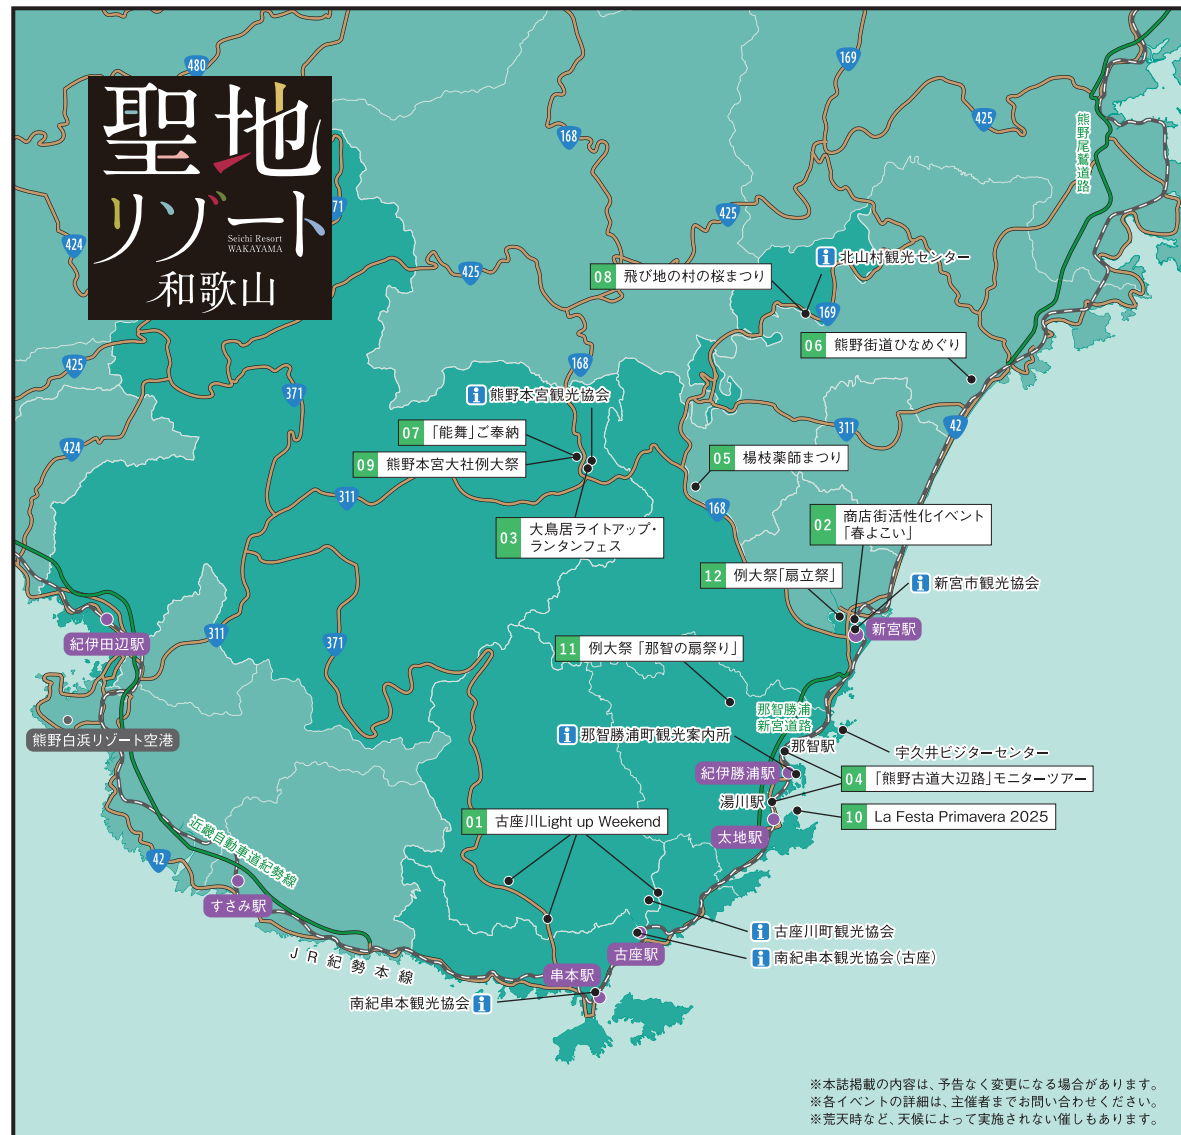 聖地
リゾート
Seichi Resort
WAKAYAMA
和歌山
480
169
168
425
熊野尾鷲道路
71
424
425
425
北山村観光センター
08 飛び地の村の桜まつり
169
06 熊野街道ひなめぐり
425
168
371
熊野本宮観光協会
07 「能舞」ご奉納
311
42
424
09 熊野本宮大社例大祭
05 楊枝薬師まつり
311
168
03 大鳥居ライトアップ・
ランタンフェス
02 商店街活性化イベント
「春よこい」
12 例大祭「扇立祭」
新宮市観光協会
新宮駅
紀伊田辺駅
311
371
11 例大祭「那智の扇祭り」
那智勝浦
新宮道路
那智勝浦町観光案内所
那智駅
宇久井ビジターセンター
熊野白浜リゾート空港
紀伊勝浦駅
04 「熊野古道大辺路」モニターツアー
湯川駅
10 La Festa Primavera 2025
01 古座川Light up Weekend
太地駅
近畿自動車道紀勢線
42
すさみ駅
古座川町観光協会
JR紀勢本線
古座駅
南紀串本観光協会(古座)
串本駅
南紀串本観光協会
※本誌掲載の内容は、予告なく変更になる場合があります。
※各イベントの詳細は、主催者までお問い合わせください。
※荒天時など、天候によって実施されない催しもあります。